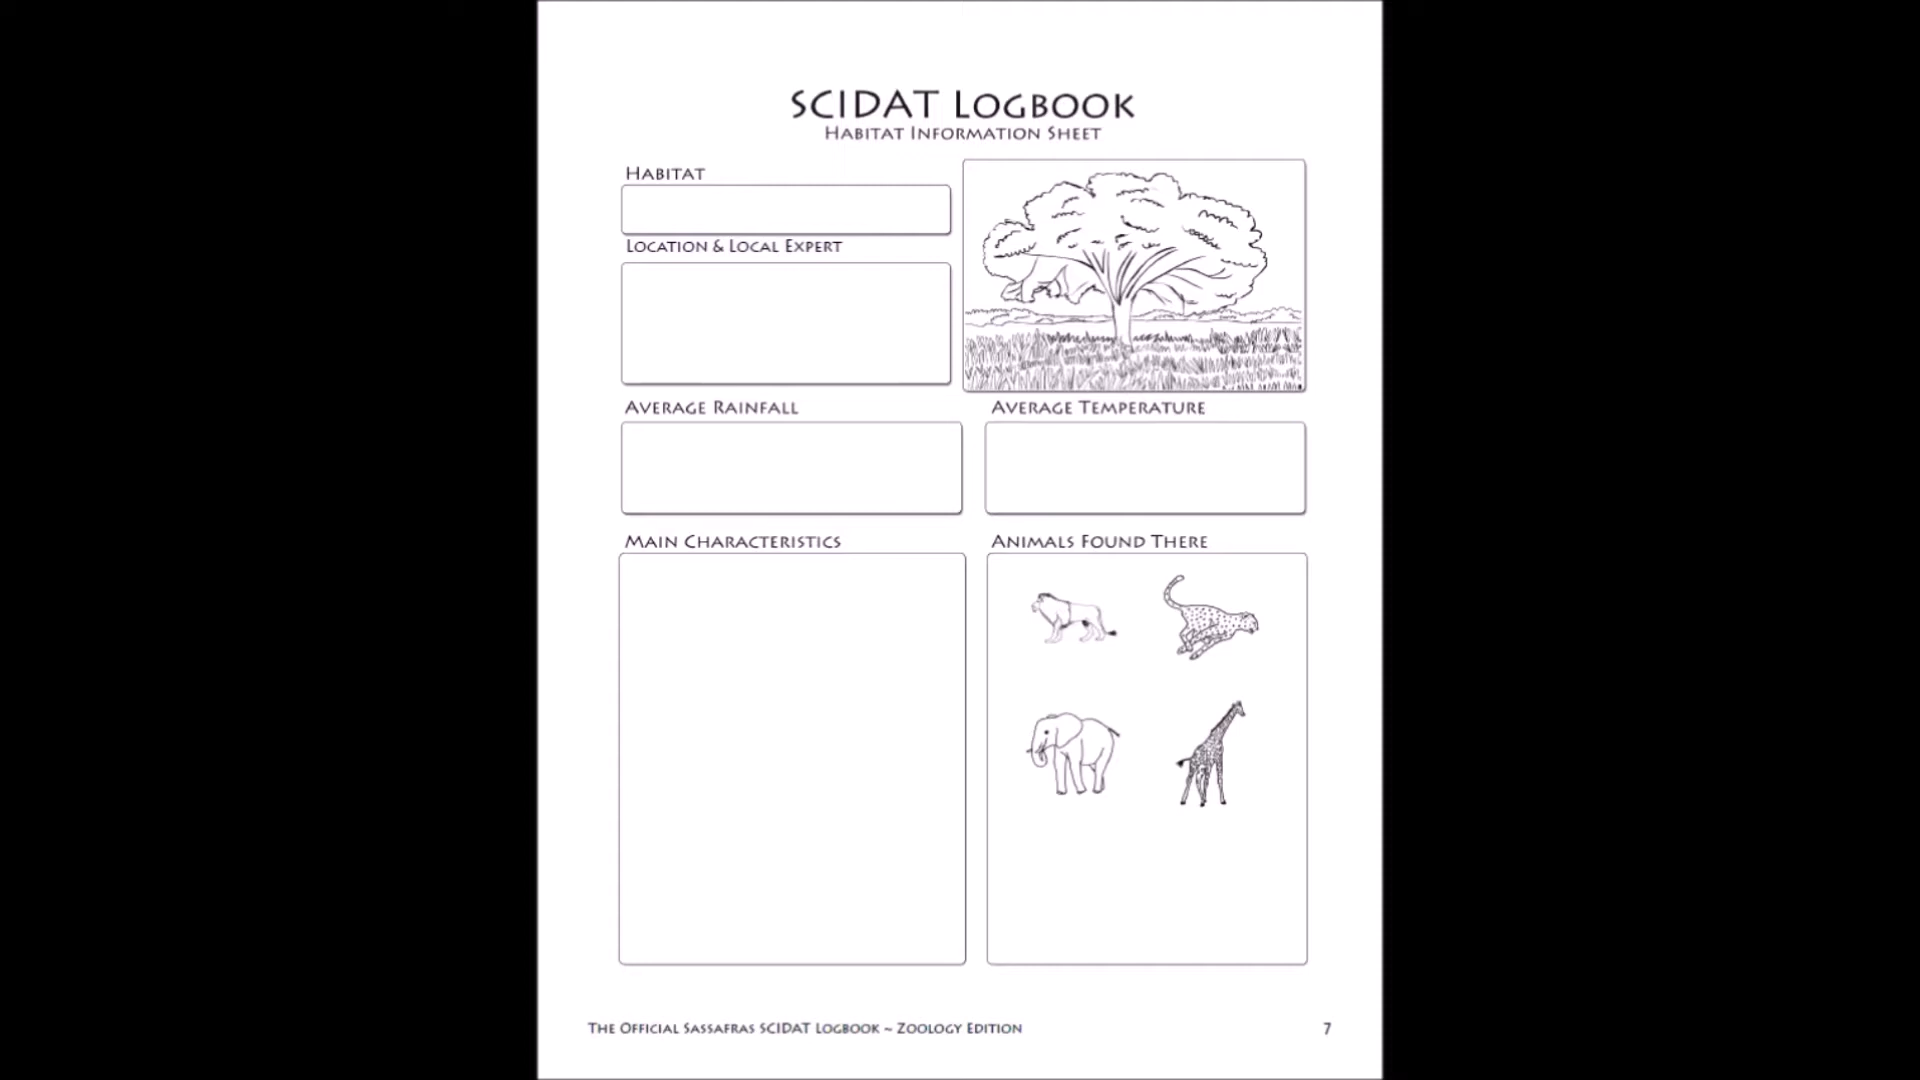 SCIDAT Logbook
Habitat Information Sheet
Habitat
Location & Local Expert
Average Rainfall
Average Temperature
Main Characteristics
Animals Found There
The Official Sassafras SCIDAT Logbook ~ Zoology Edition
7